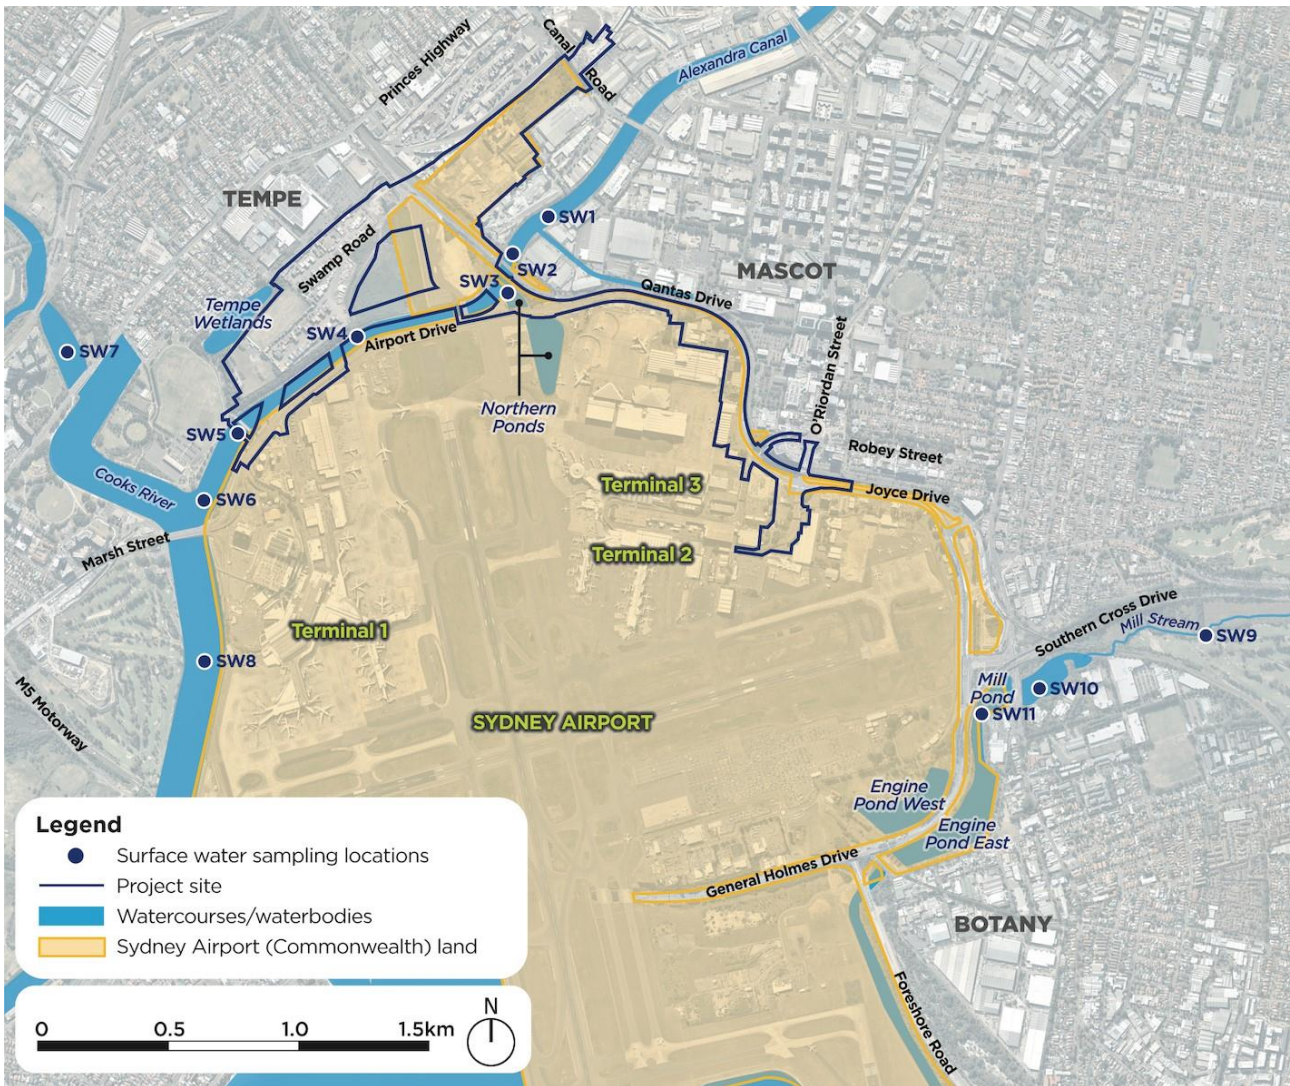 Princes Highway
Canal
Road
Alexandra Canal
TEMPE
SW1
Swamp Road
SW2
MASCOT
SW3
Qantas Drive
Tempe
Wetlands
SW4
Airport Drive
O'Riordan Street
SW7
Northern
Ponds
SW5
Robey Street
Cooks River
Terminal 3
SW6
Joyce Drive
Marsh Street
Terminal 2
Southern Cross Drive
Mill Stream
SW9
Terminal 1
SW8
Mill
Pond
SW10
M5 Motorway
SW11
SYDNEY AIRPORT
Engine
Pond West
Engine
Pond East
General Holmes Drive
BOTANY
Foreshore Road
Legend
Surface water sampling locations
Project site
Watercourses/waterbodies
Sydney Airport (Commonwealth) land
0 0.5 1.0 1.5km
N